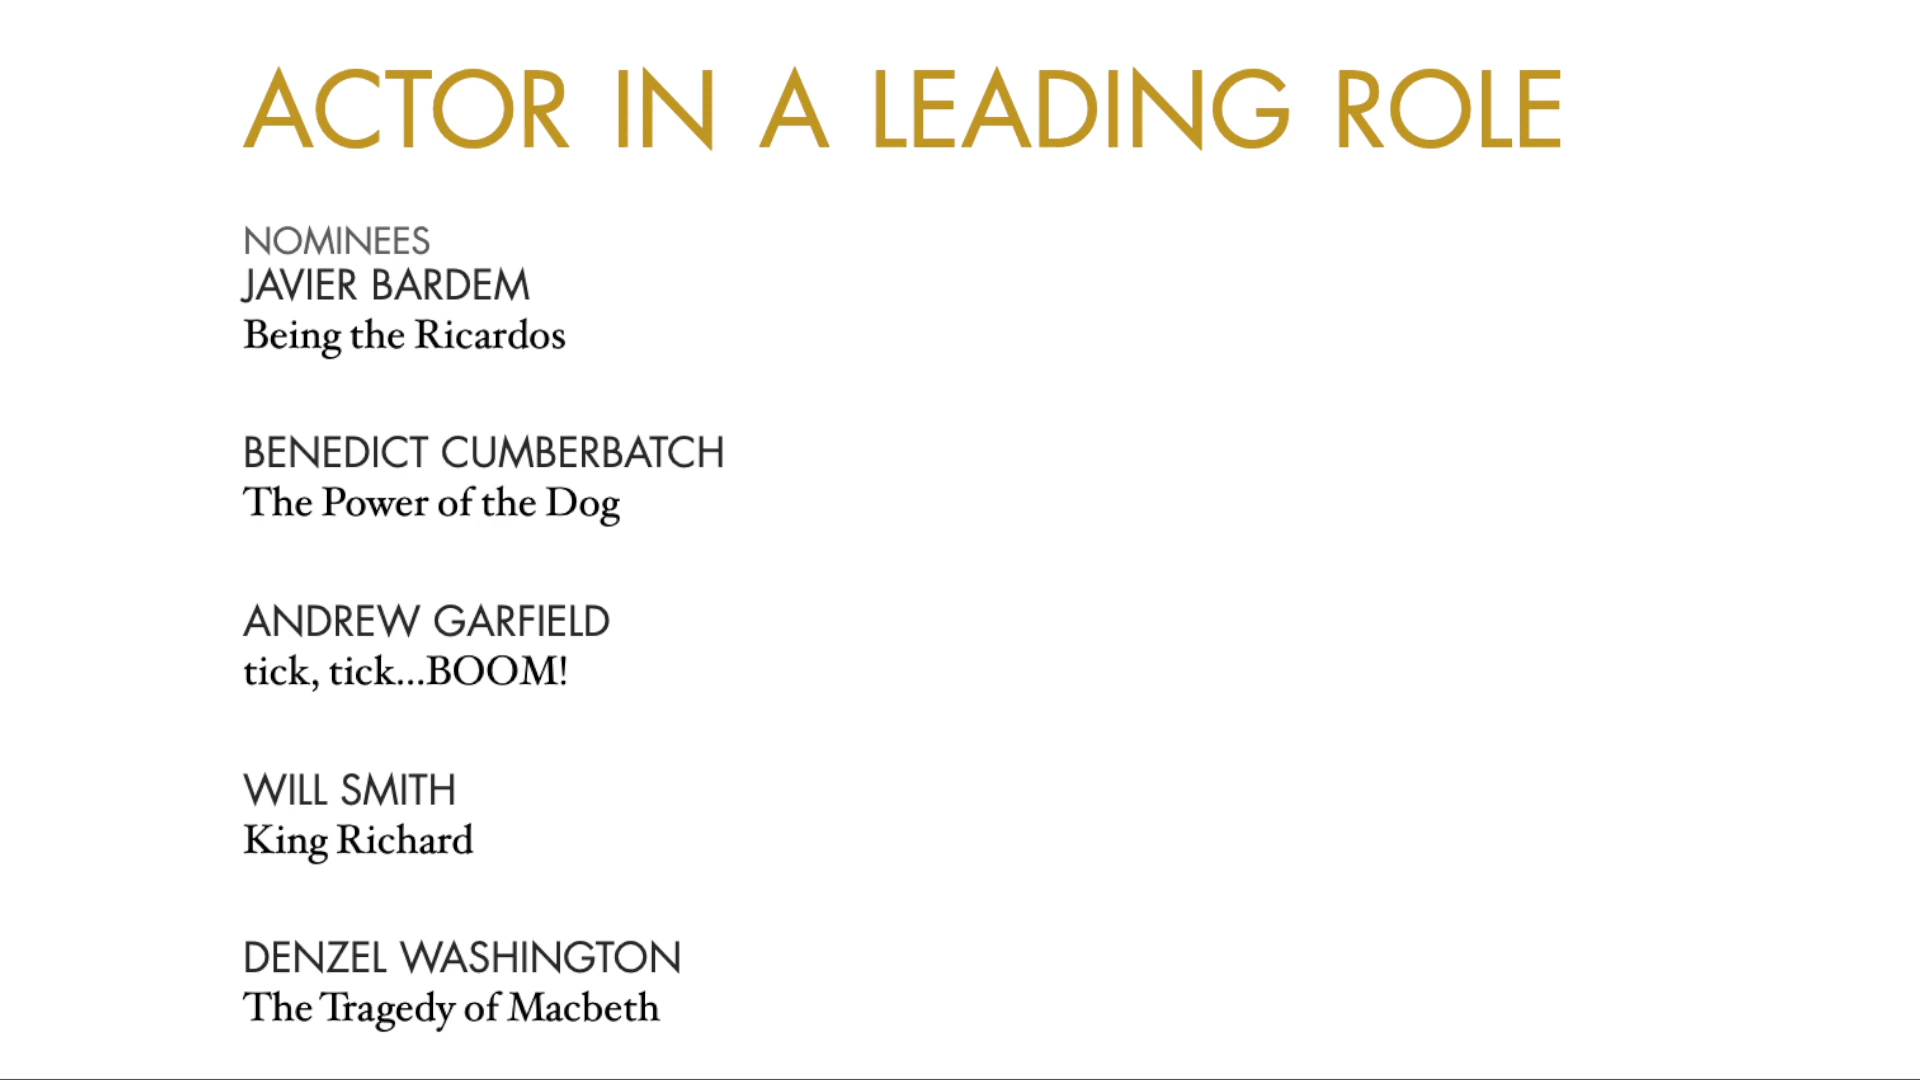 ACTOR IN A LEADING ROLE
NOMINEES
JAVIER BARDEM
Being the Ricardos
BENEDICT CUMBERBATCH
The Power of the Dog
ANDREW GARFIELD
tick, tick...BOOM!
WILL SMITH
King Richard
DENZEL WASHINGTON
The Tragedy of Macbeth